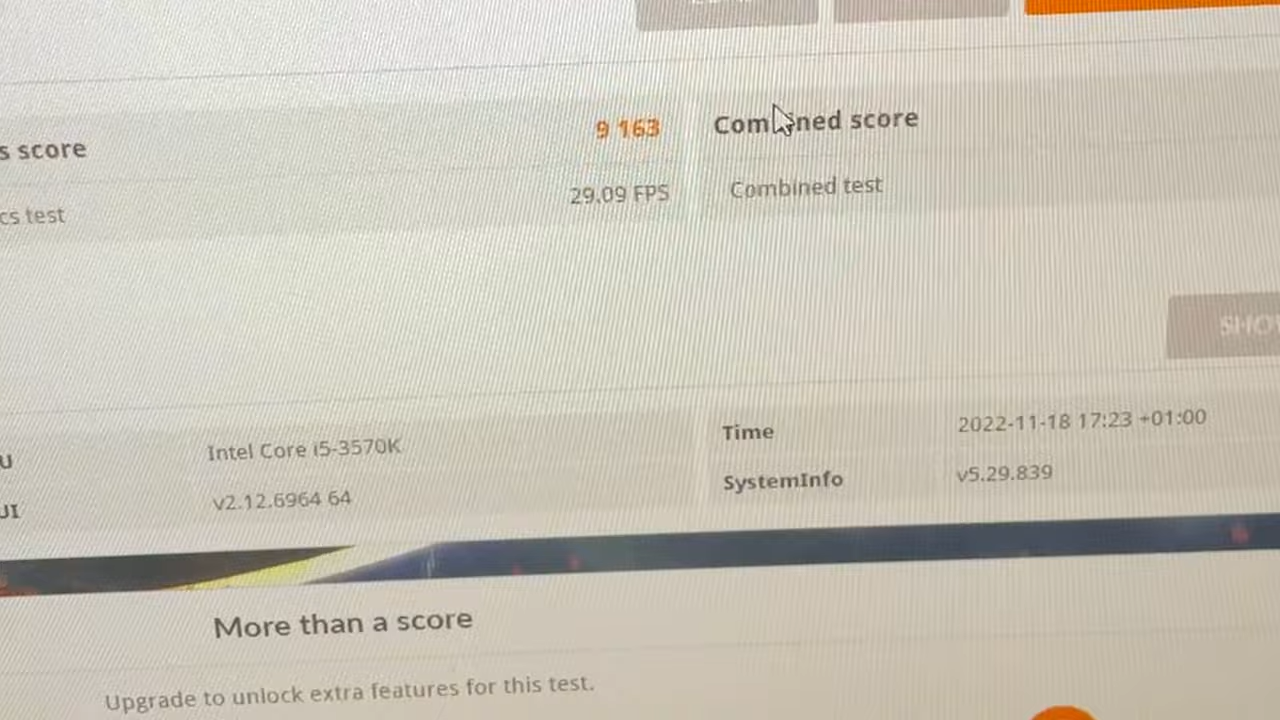 s score 9 163 Combined score
cs test 29.09 FPS Combined test
SHO
U Intel Core i5-3570K Time 2022-11-18 17:23 +01:00
UI v2.12.6964 64 SystemInfo v5.29.839
More than a score
Upgrade to unlock extra features for this test.